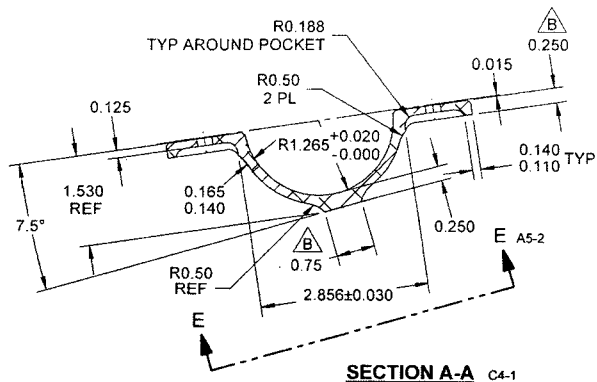 R0.188
TYP AROUND POCKET
B
0.250
0.015
R0.50
2 PL
0.125
R1.265 +0.020
-0.000
0.140
0.110 TYP
1.530
REF
0.165
0.140
7.5°
0.250
B
0.75
E A5-2
R0.50
REF
2.856±0.030
E
SECTION A-A C4-1